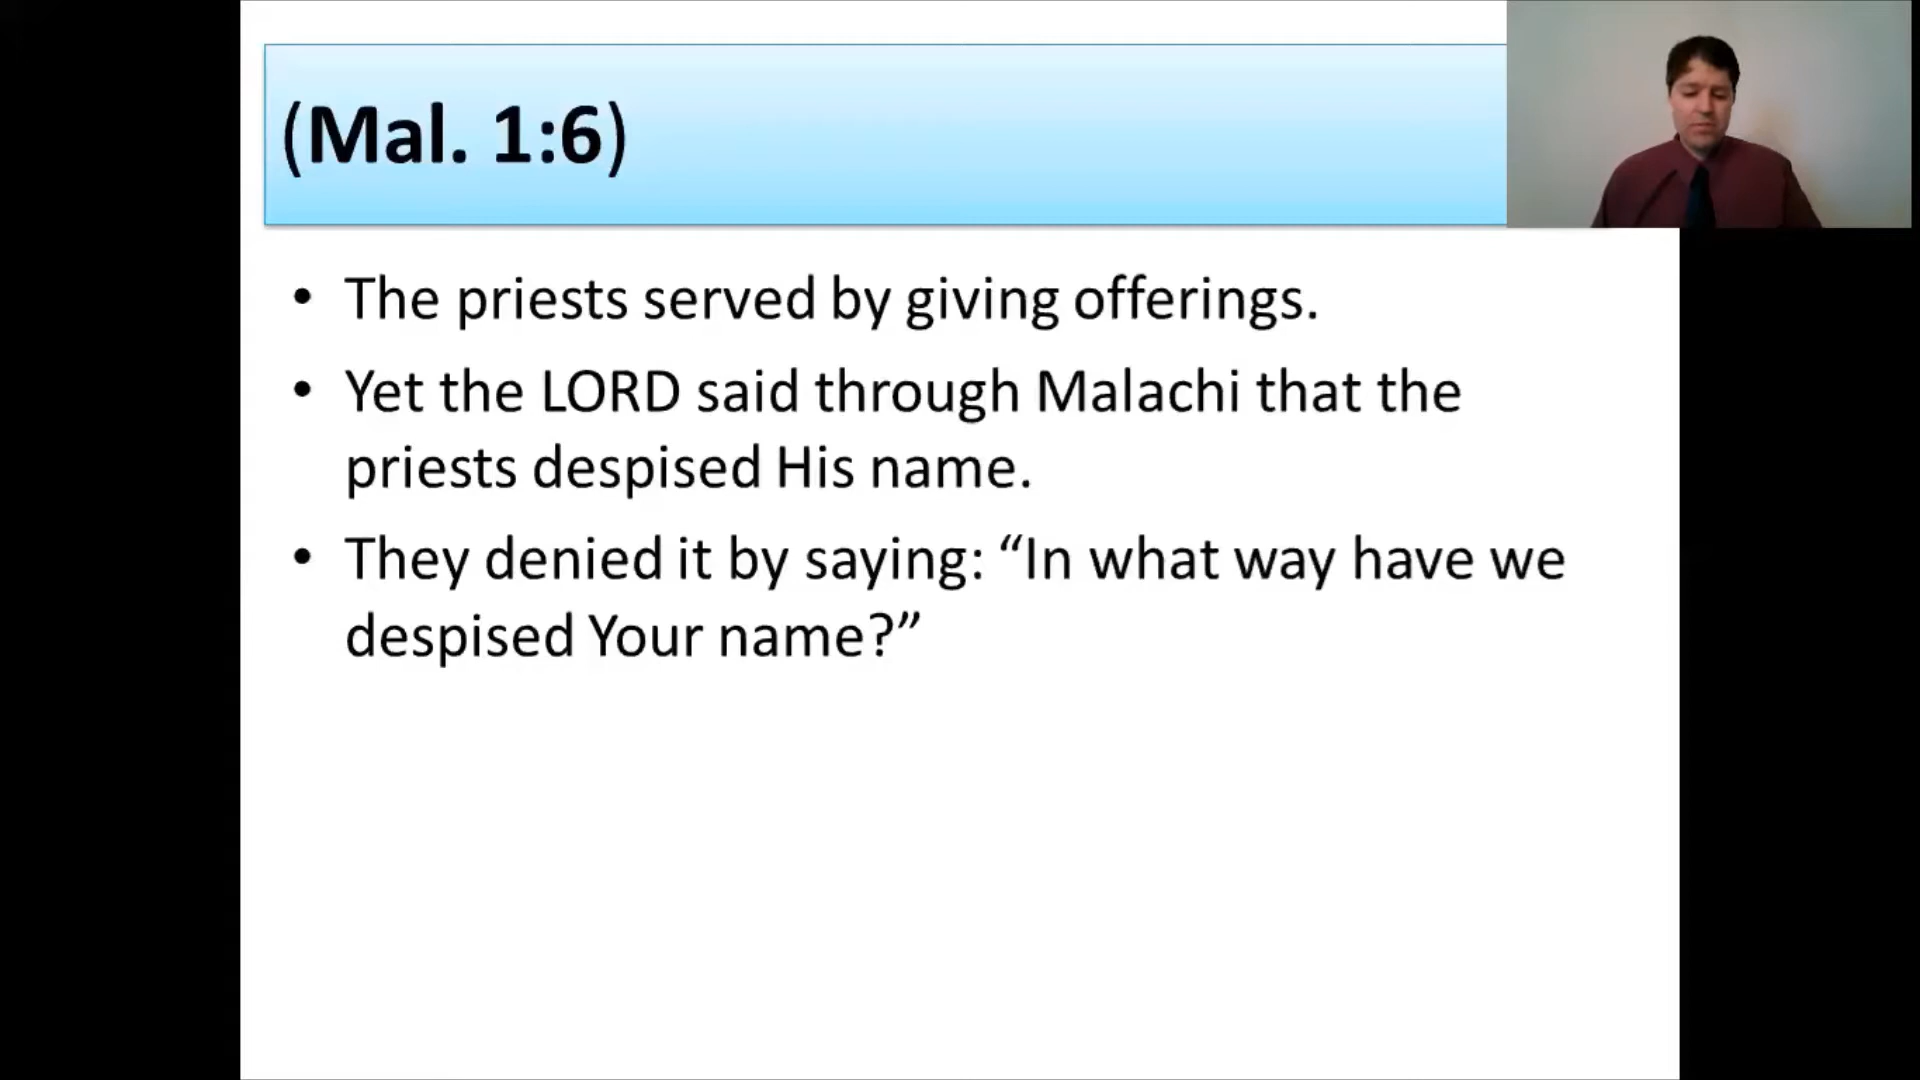 (Mal. 1:6)
• The priests served by giving offerings.
• Yet the LORD said through Malachi that the
priests despised His name.
• They denied it by saying: “In what way have we
despised Your name?”